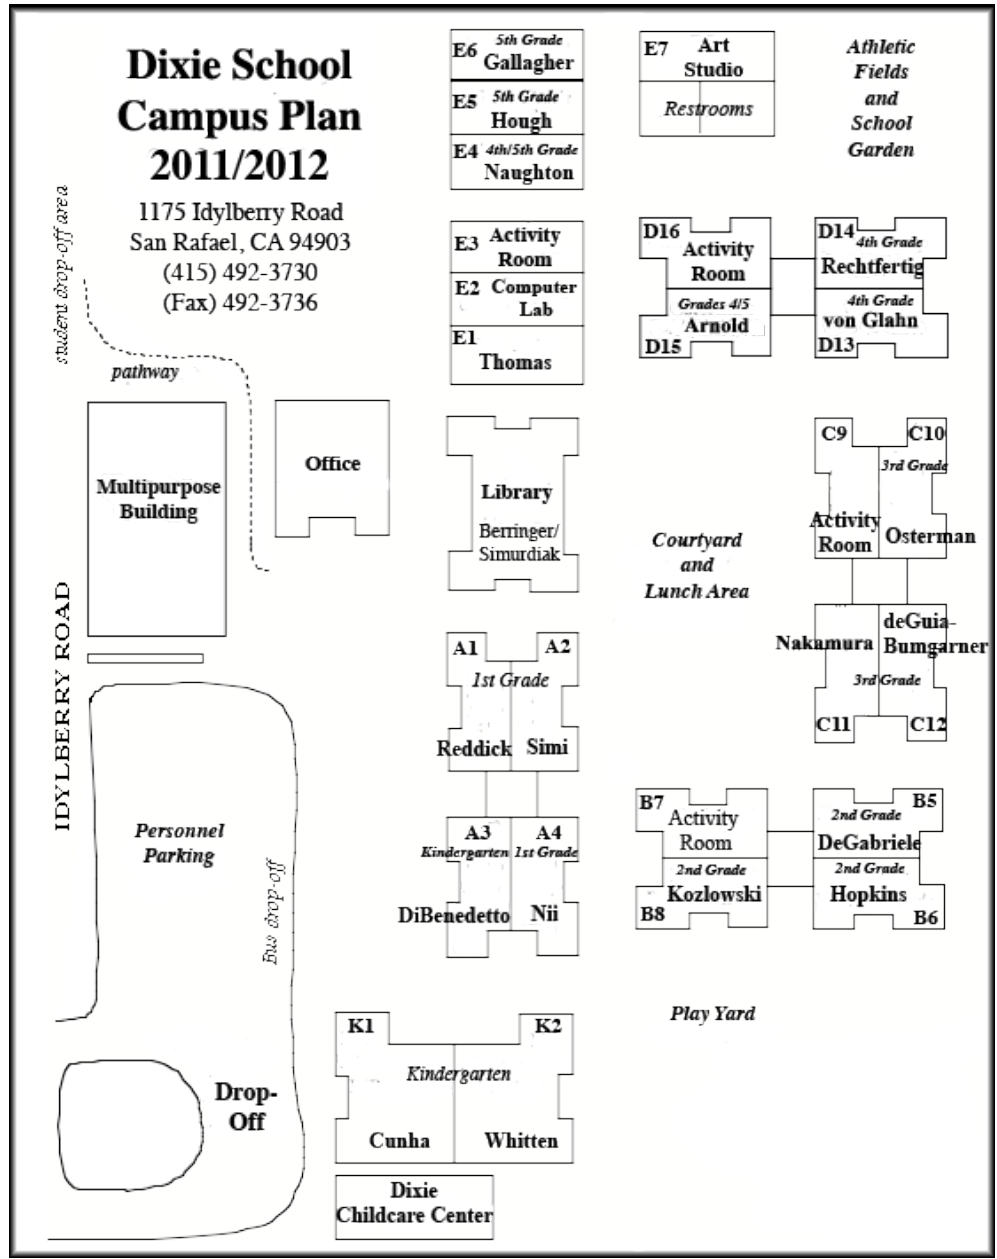 Dixie School
Campus Plan
2011/2012
1175 Idylberry Road
San Rafael, CA 94903
(415) 492-3730
(Fax) 492-3736
student drop-off area
pathway
Multipurpose
Building
Office
IDYLBERRY ROAD
Personnel
Parking
Bus drop-off
Drop-
Off
E6 5th Grade
Gallagher
E5 5th Grade
Hough
E4 4th/5th Grade
Naughton
E3 Activity
Room
E2 Computer
Lab
E1
Thomas
Library
Berringer/
Simurdiak
A1 A2
1st Grade
Reddick Simi
A3 A4
Kindergarten 1st Grade
DiBenedetto Nii
K1 K2
Kindergarten
Cunha Whitten
Dixie
Childcare Center
E7 Art
Studio
Restrooms
Athletic
Fields
and
School
Garden
D16
Activity
Room
Grades 4/5
Arnold
D15
D14
4th Grade
Rechtfertig
4th Grade
von Glahn
D13
Courtyard
and
Lunch Area
C9 C10
3rd Grade
Activity
Room
Osterman
Nakamura
deGuia-
Bumgarner
3rd Grade
C11 C12
B7
Activity
Room
2nd Grade
Kozlowski
B8
B5
2nd Grade
DeGabriele
2nd Grade
Hopkins
B6
Play Yard